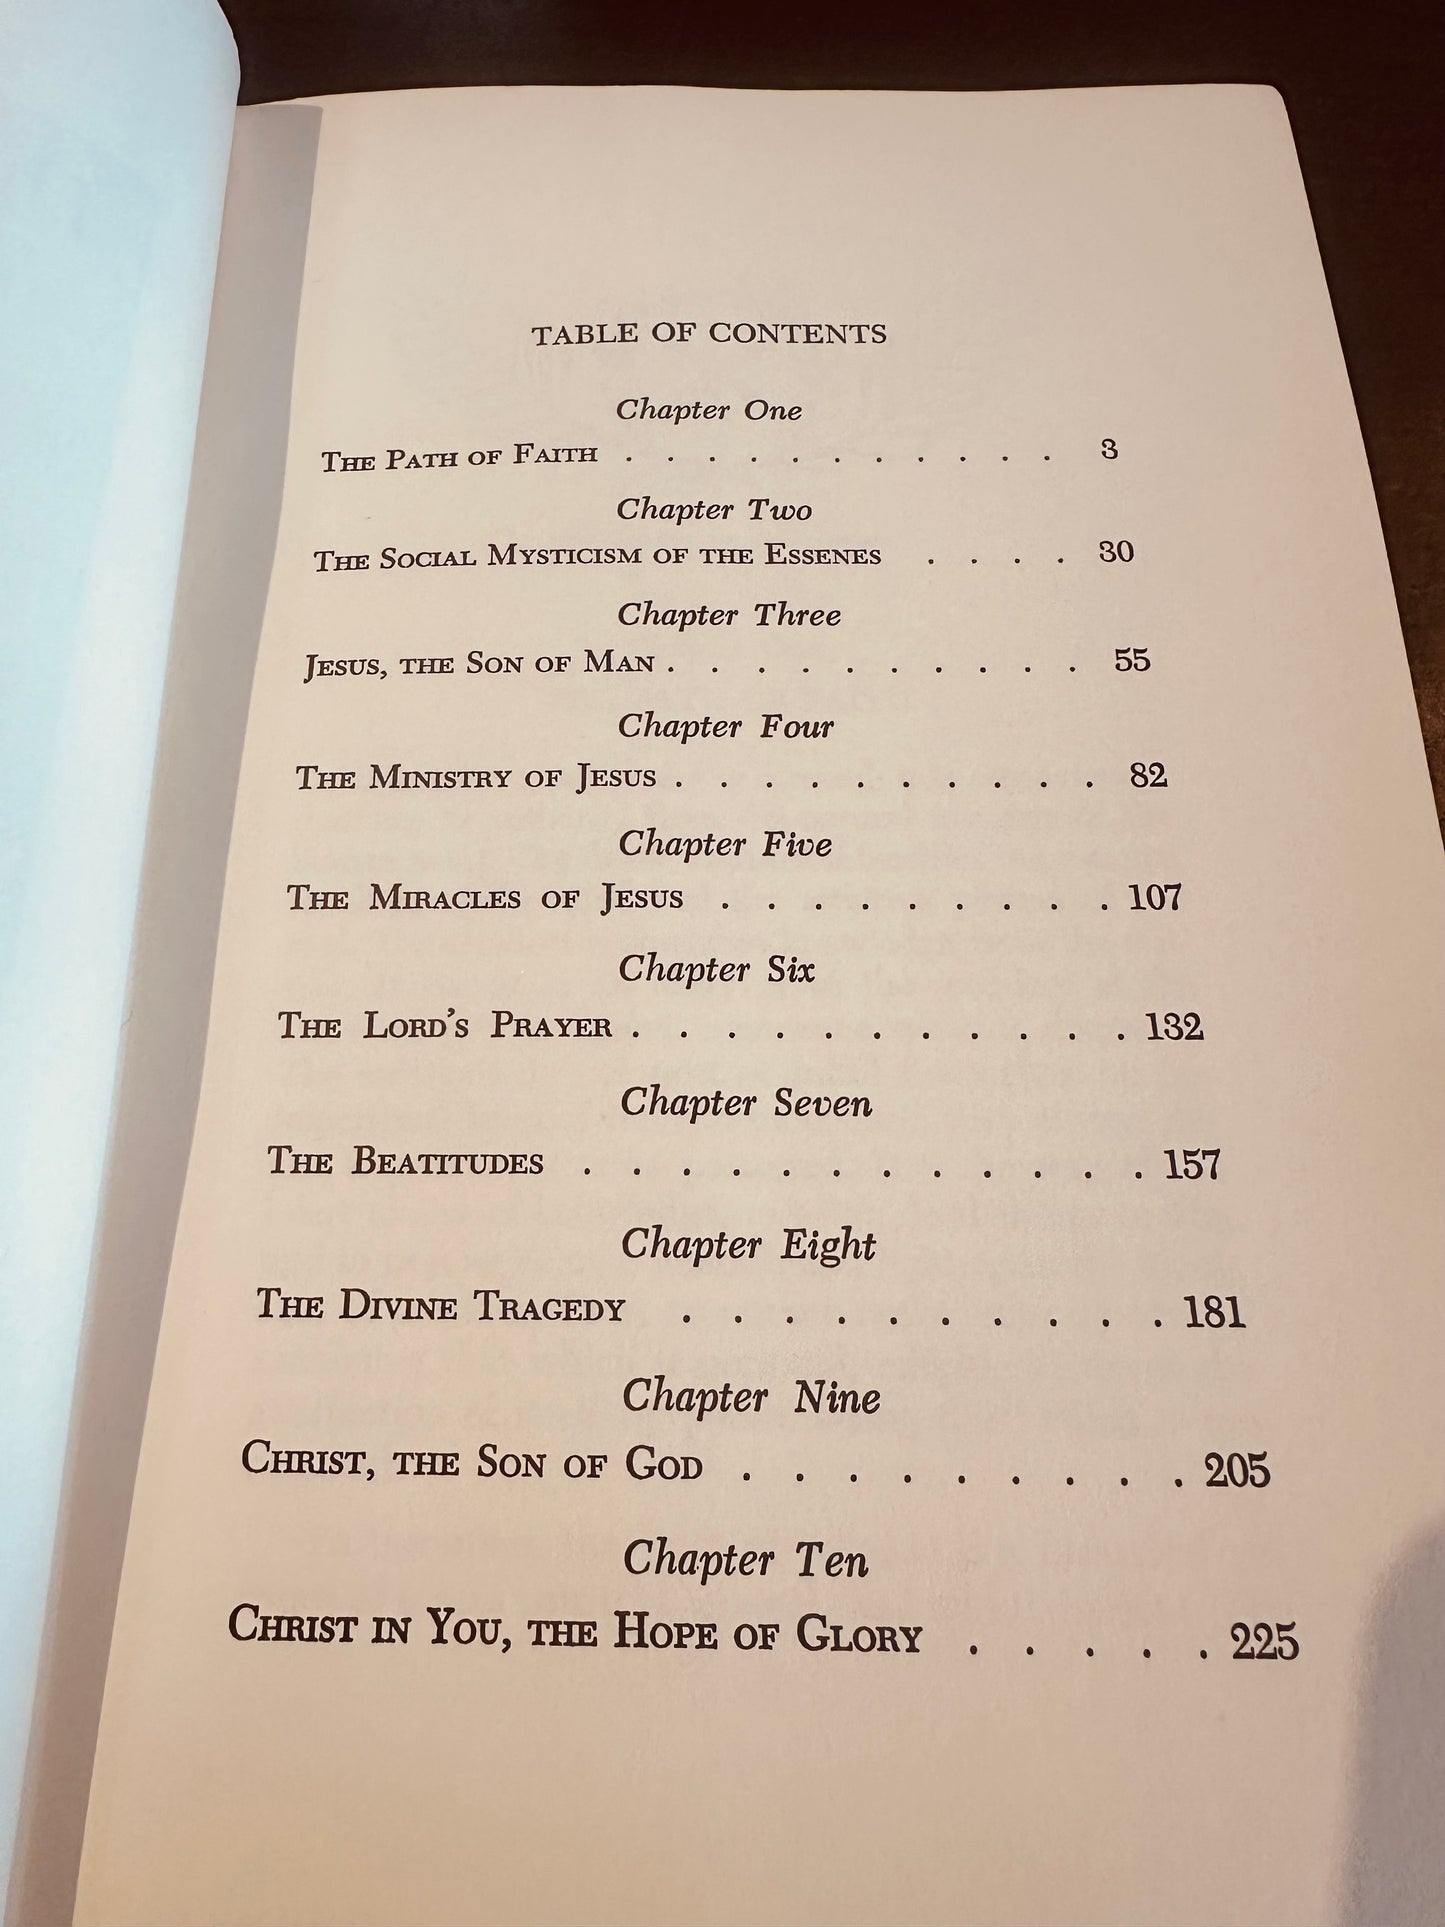 TABLE OF CONTENTS
Chapter One
THE PATH OF FAITH . . . . . . . . . . . 3
Chapter Two
THE SOCIAL MYSTICISM OF THE ESSENES . . . . 30
Chapter Three
JESUS, THE SON OF MAN . . . . . . . . . . 55
Chapter Four
THE MINISTRY OF JESUS . . . . . . . . . . 82
Chapter Five
THE MIRACLES OF JESUS . . . . . . . . . 107
Chapter Six
THE LORD'S PRAYER . . . . . . . . . . . 132
Chapter Seven
THE BEATITUDES . . . . . . . . . . . . 157
Chapter Eight
THE DIVINE TRAGEDY . . . . . . . . . . 181
Chapter Nine
CHRIST, THE SON OF GOD . . . . . . . . . 205
Chapter Ten
CHRIST IN YOU, THE HOPE OF GLORY . . . . . 225